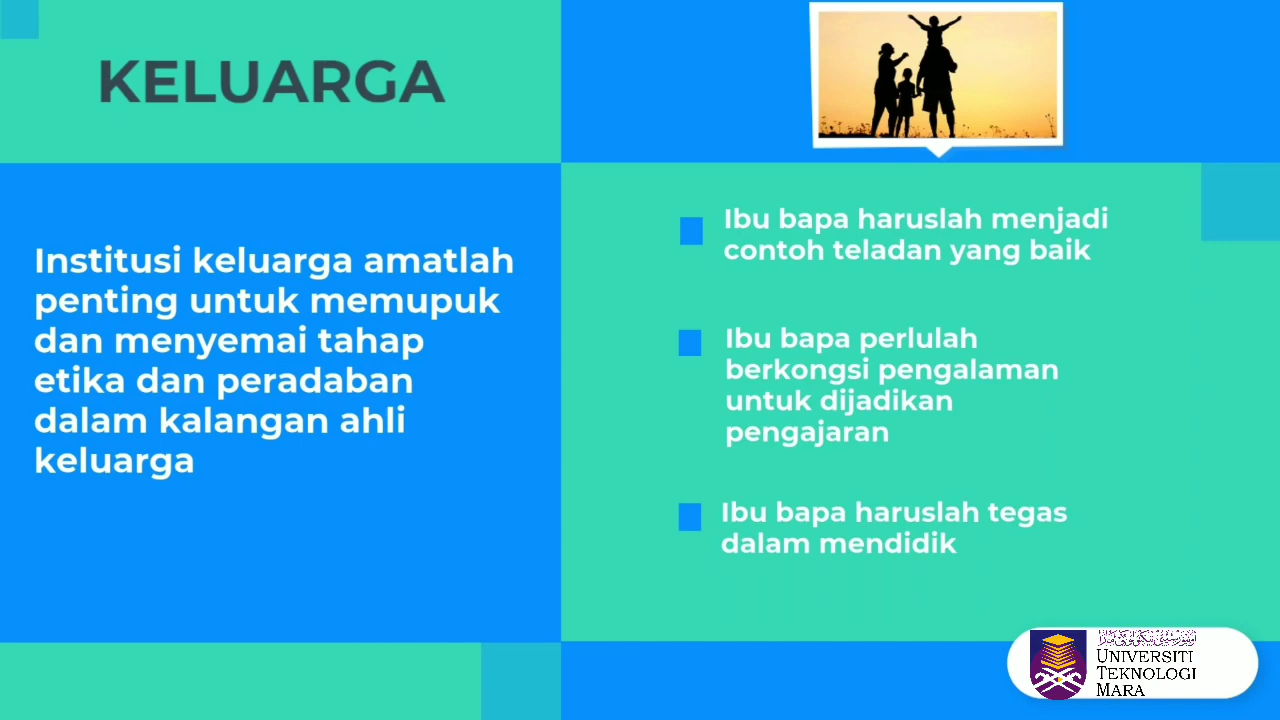 KELUARGA
Institusi keluarga amatlah
penting untuk memupuk
dan menyemai tahap
etika dan peradaban
dalam kalangan ahli
keluarga
Ibu bapa haruslah menjadi
contoh teladan yang baik
Ibu bapa perlulah
berkongsi pengalaman
untuk dijadikan
pengajaran
Ibu bapa haruslah tegas
dalam mendidik
UNIVERSITI
TEKNOLOGI
MARA